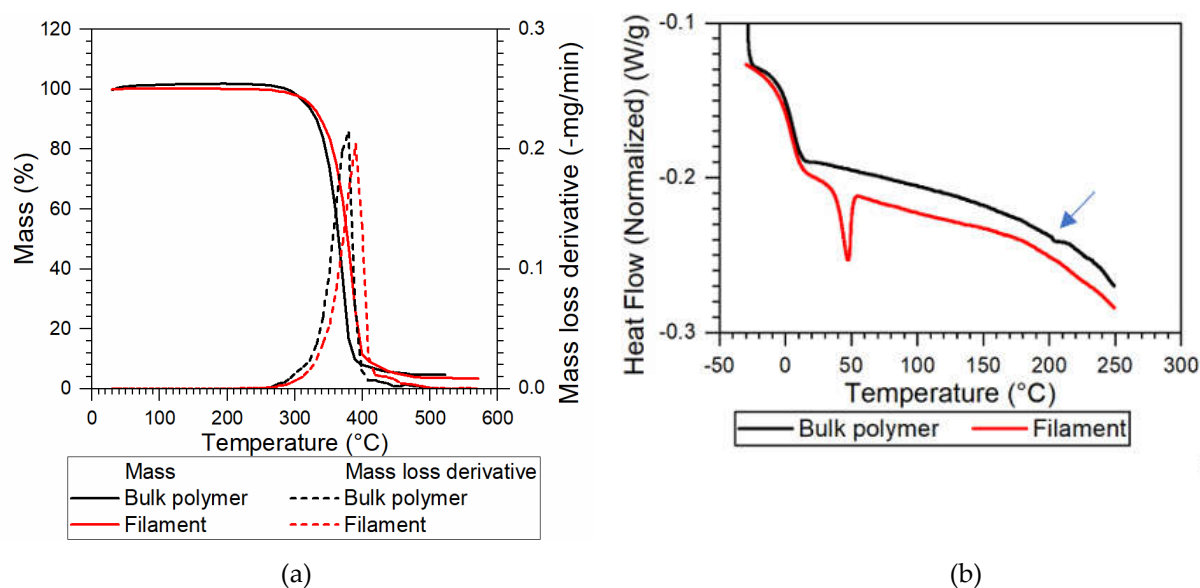 120
100
80
60
40
20
0
Mass (%)
0.3
0.2
0.1
0.0
Mass loss derivative (-mg/min)
0 100 200 300 400 500 600
Temperature (°C)
Mass Mass loss derivative
Bulk polymer Bulk polymer
Filament Filament
(a)
-0.1
-0.2
-0.3
Heat Flow (Normalized) (W/g)
-50 0 50 100 150 200 250 300
Temperature (°C)
Bulk polymer Filament
(b)